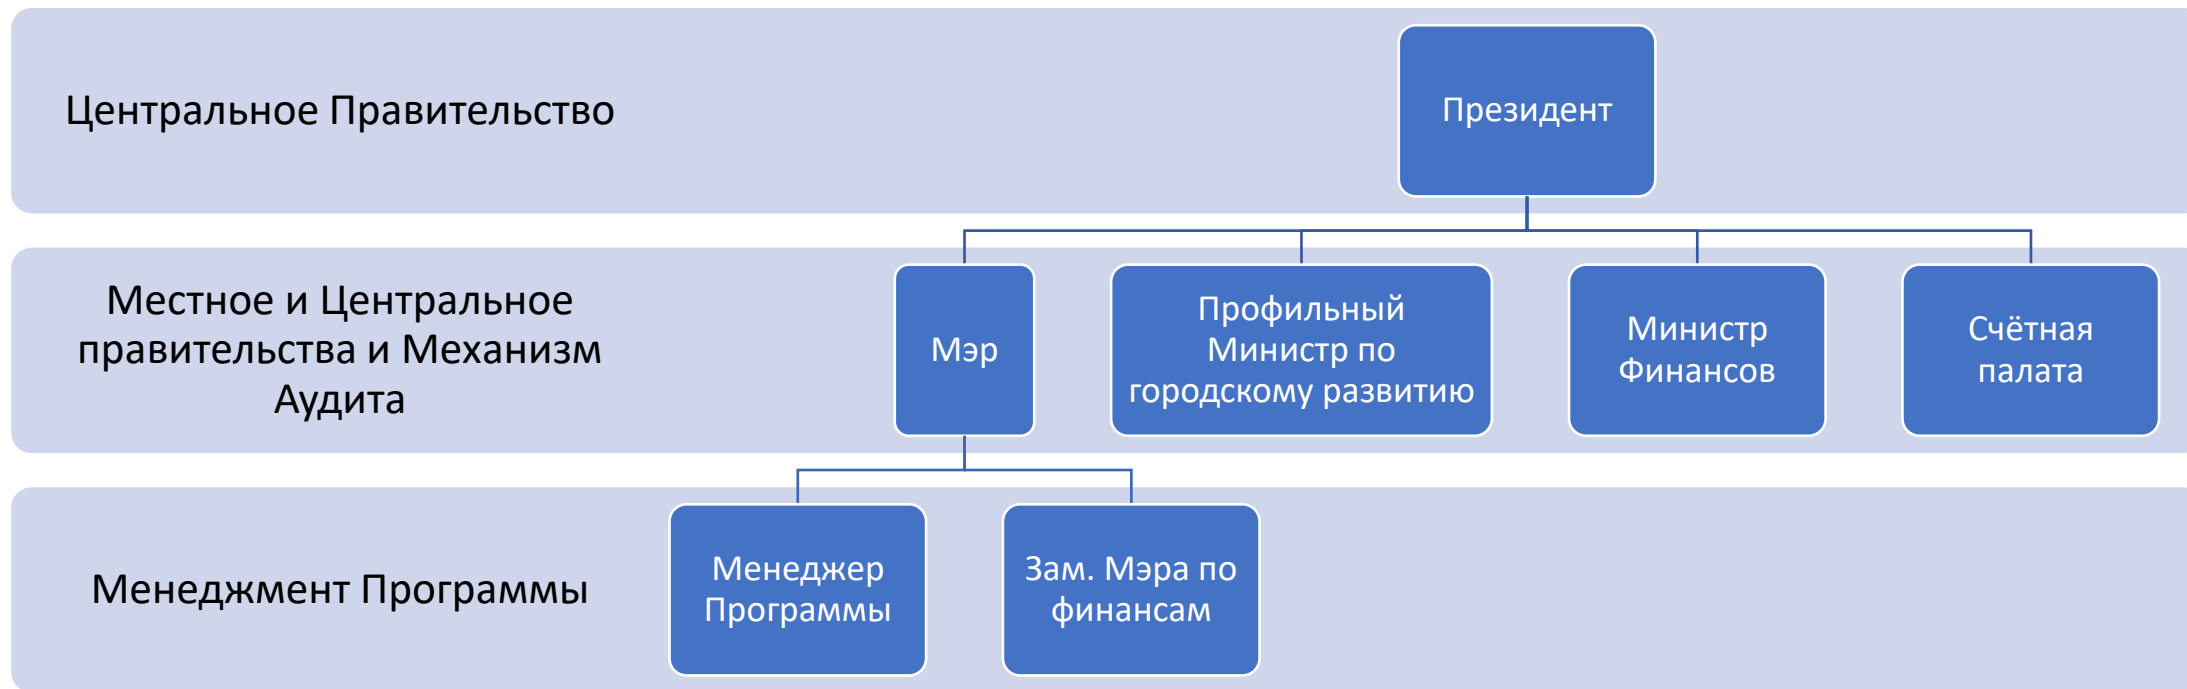 Центральное Правительство
Президент
Местное и Центральное
правительства и Механизм
Аудита
Мэр
Профильный
Министр по
городскому развитию
Министр
Финансов
Счётная
палата
Менеджмент Программы
Менеджер
Программы
Зам. Мэра по
финансам